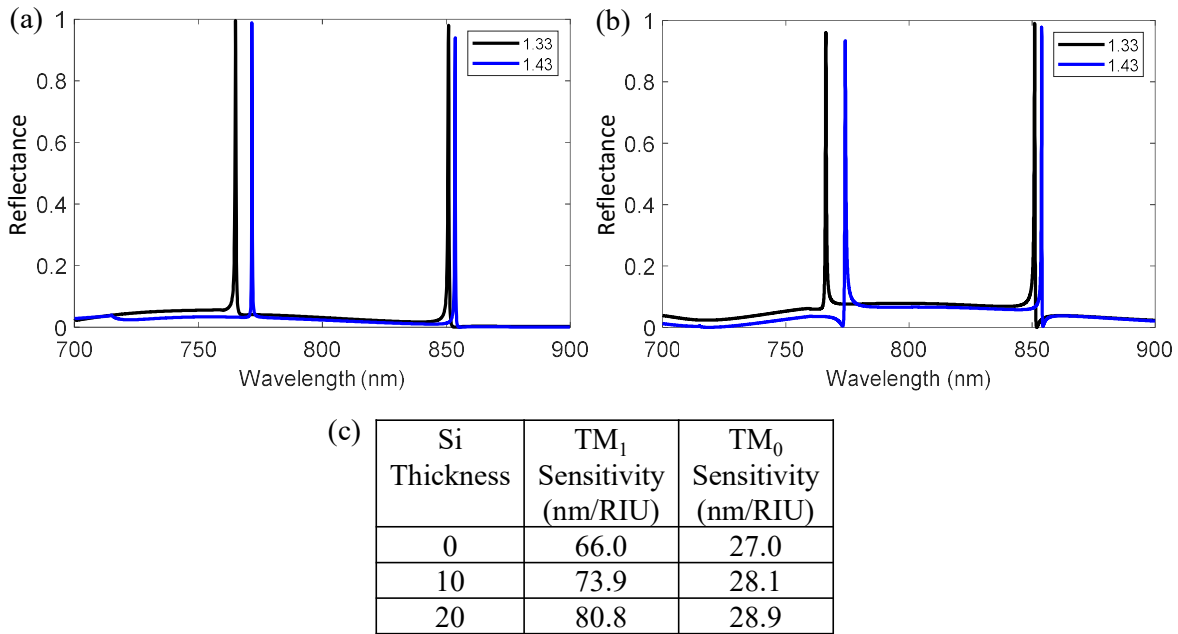 (a)
1
0.8
0.6
0.4
0.2
0
700
750
800
850
900
Reflectance
Wavelength (nm)
1.33
1.43
(b)
1
0.8
0.6
0.4
0.2
0
700
750
800
850
900
Reflectance
Wavelength (nm)
1.33
1.43
(c)
Si
Thickness
TM₁
Sensitivity
(nm/RIU)
TM₀
Sensitivity
(nm/RIU)
0 66.0 27.0
10 73.9 28.1
20 80.8 28.9